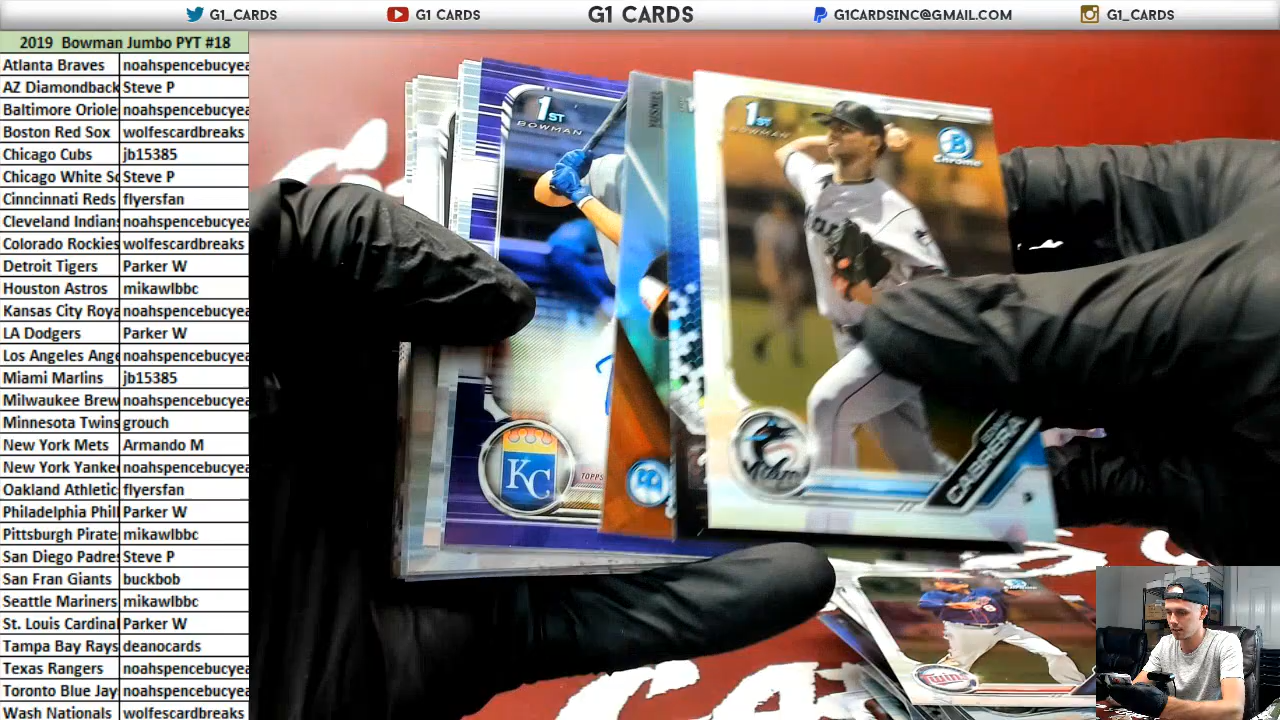 G1_CARDS G1 CARDS G1 CARDS G1CARDSINC@GMAIL.COM G1_CARDS
2019 Bowman Jumbo PYT #18
Atlanta Braves noahspencebucyea
AZ Diamondback Steve P
Baltimore Oriole noahspencebucyea
Boston Red Sox wolfescardbreaks
Chicago Cubs jb15385
Chicago White So Steve P
Cinncinnati Reds flyersfan
Cleveland Indian noahspencebucyea
Colorado Rockies wolfescardbreaks
Detroit Tigers Parker W
Houston Astros mikawlbbc
Kansas City Roya noahspencebucyea
LA Dodgers Parker W
Los Angeles Ange noahspencebucyea
Miami Marlins jb15385
Milwaukee Brew noahspencebucyea
Minnesota Twins grouch
New York Mets Armando M
New York Yanke noahspencebucyea
Oakland Athletic flyersfan
Philadelphia Phil Parker W
Pittsburgh Pirate mikawlbbc
San Diego Padre Steve P
San Fran Giants buckbob
Seattle Mariners mikawlbbc
St. Louis Cardinal Parker W
Tampa Bay Rays deanocards
Texas Rangers noahspencebucyea
Toronto Blue Jay noahspencebucyea
Wash Nationals wolfescardbreaks
1ST
BOWMAN
KC
TOPPS
1ST
BOWMAN
B
Chrome
CABRERA
P
Twins